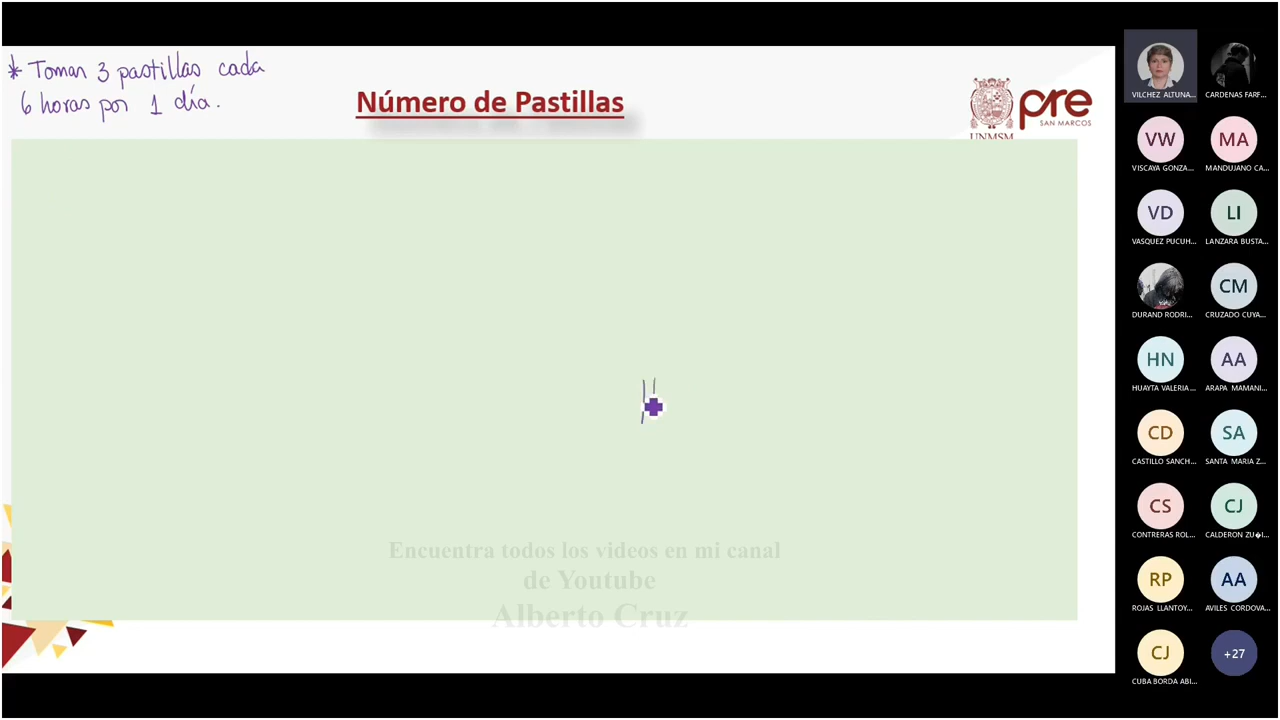 * Tomar 3 pastillas cada
6 horas por 1 día.
Número de Pastillas
UNMSM
pre
SAN MARCOS
Encuentra todos los videos en mi canal
de Youtube
Alberto Cruz
VILCHEZ ALTUNA...
CARDENAS FARF...
VW
VISCAYA GONZA...
MA
MANDUJANO CA...
VD
VASQUEZ PUCUH...
LI
LANZARA BUSTA...
DURAND RODRI...
CM
CRUZADO CUYA...
HN
HUAYTA VALERIA...
AA
ARAPA MAMANI...
CD
CASTILLO SANCH...
SA
SANTA MARIA Z...
CS
CONTRERAS ROL...
CJ
CALDERON ZU�I...
RP
ROJAS LLANTOY...
AA
AVILES CORDOVA...
CJ
CUBA BORDA ABI...
+27